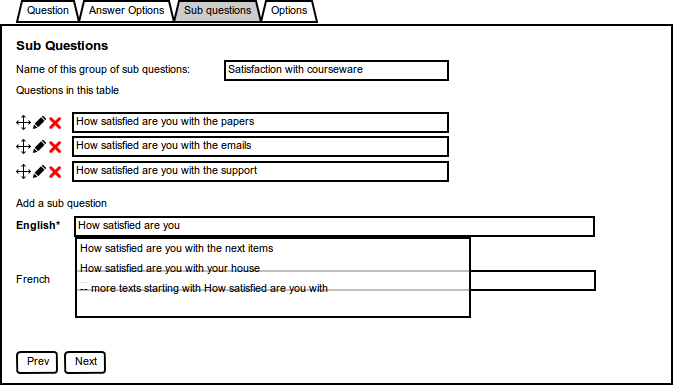 Question Answer Options Sub questions Options
Sub Questions
Name of this group of sub questions: Satisfaction with courseware
Questions in this table
How satisfied are you with the papers
How satisfied are you with the emails
How satisfied are you with the support
Add a sub question
English* How satisfied are you
How satisfied are you with the next items
How satisfied are you with your house
French
-- more texts starting with How satisfied are you with
Prev Next